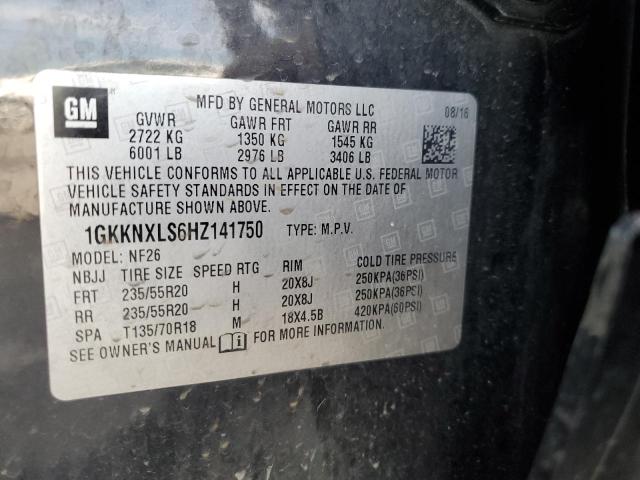 GM
MFD BY GENERAL MOTORS LLC
08/16
GVWR GAWR FRT GAWR RR
2722 KG 1350 KG 1545 KG
6001 LB 2976 LB 3406 LB
THIS VEHICLE CONFORMS TO ALL APPLICABLE U.S. FEDERAL MOTOR
VEHICLE SAFETY STANDARDS IN EFFECT ON THE DATE OF
MANUFACTURE SHOWN ABOVE.
1GKKNXLS6HZ141750 TYPE: M.P.V.
MODEL: NF26
NBJJ TIRE SIZE SPEED RTG RIM COLD TIRE PRESSURE
FRT 235/55R20 H 20X8J 250KPA(36PSI)
RR 235/55R20 H 20X8J 250KPA(36PSI)
SPA T135/70R18 M 18X4.5B 420KPA(60PSI)
SEE OWNER'S MANUAL FOR MORE INFORMATION.